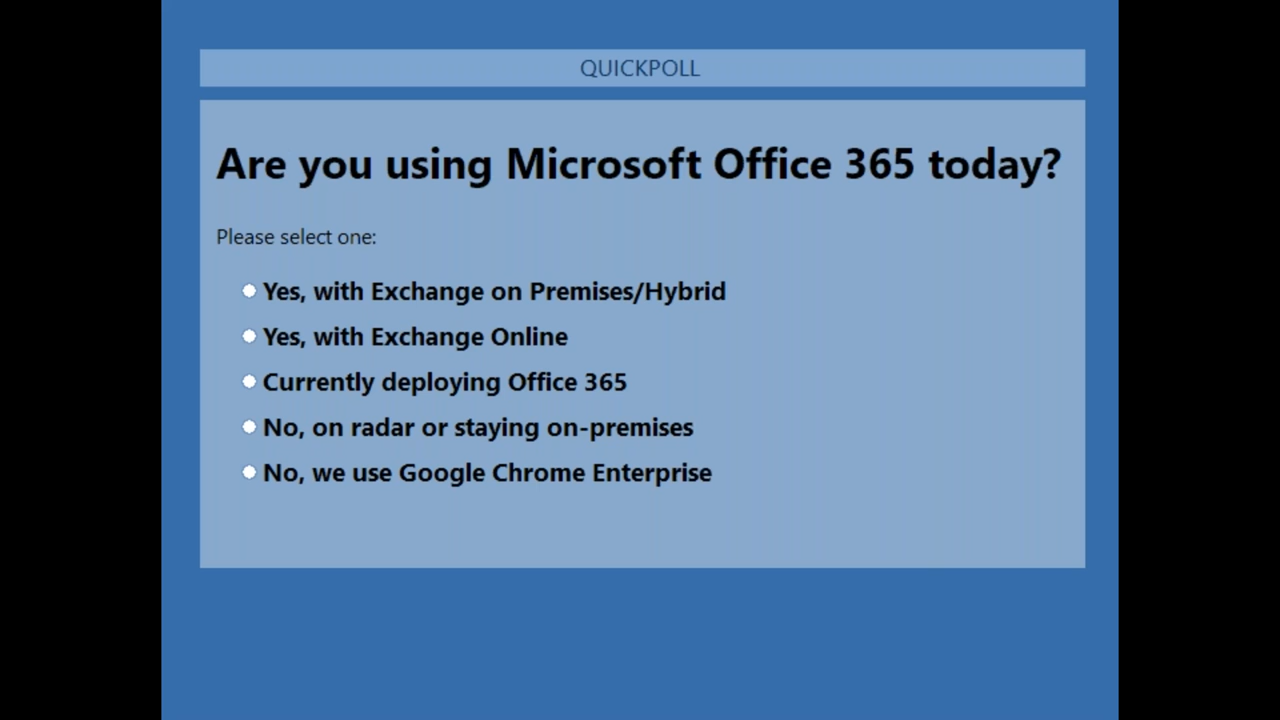 QUICKPOLL
Are you using Microsoft Office 365 today?
Please select one:
Yes, with Exchange on Premises/Hybrid
Yes, with Exchange Online
Currently deploying Office 365
No, on radar or staying on-premises
No, we use Google Chrome Enterprise